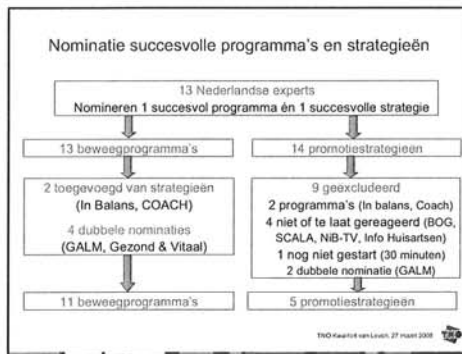 Nominatie succesvolle programma's en strategieën
13 Nederlandse experts
Nomineren 1 succesvol programma én 1 succesvolle strategie
13 beweegprogramma's
14 promotiestrategieën
2 toegevoegd van strategieën
(In Balans, COACH)
4 dubbele nominaties
(GALM, Gezond & Vitaal)
9 geëxcludeerd
2 programma's (In balans, Coach)
4 niet of te laat gereageerd (BOG,
SCALA, NiB-TV, Info Huisartsen)
1 nog niet gestart (30 minuten)
2 dubbele nominatie (GALM)
11 beweegprogramma's
5 promotiestrategieën
TNO Kwaliteit van Leven, 27 maart 2008
TNO